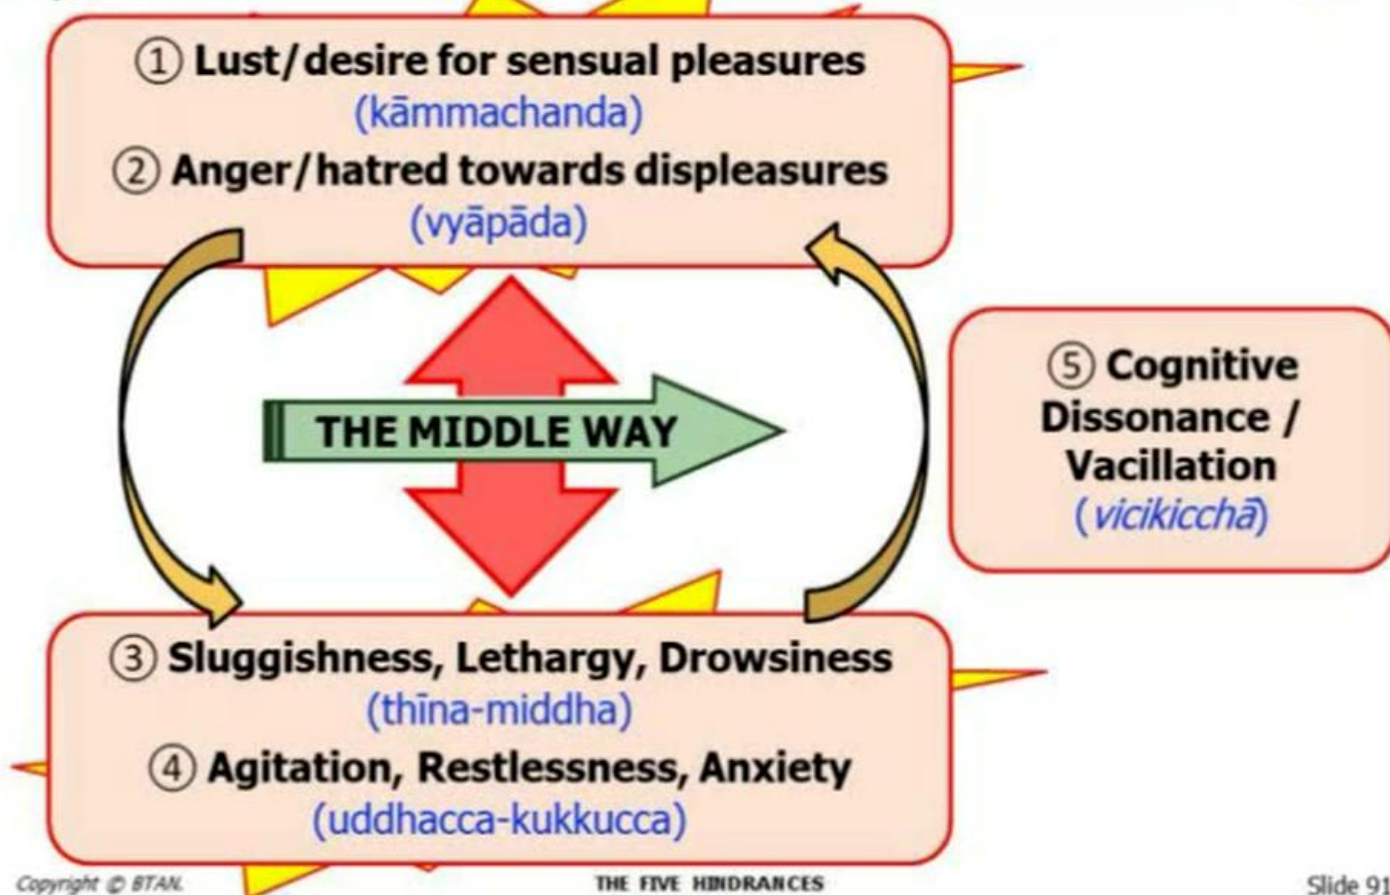 ① Lust/desire for sensual pleasures
(kāmmachanda)
② Anger/hatred towards displeasures
(vyāpāda)
THE MIDDLE WAY
⑤ Cognitive
Dissonance /
Vacillation
(vicikicchā)
③ Sluggishness, Lethargy, Drowsiness
(thīna-middha)
④ Agitation, Restlessness, Anxiety
(uddhacca-kukkucca)
Copyright © BTAN.
THE FIVE HINDRANCES
Slide 91